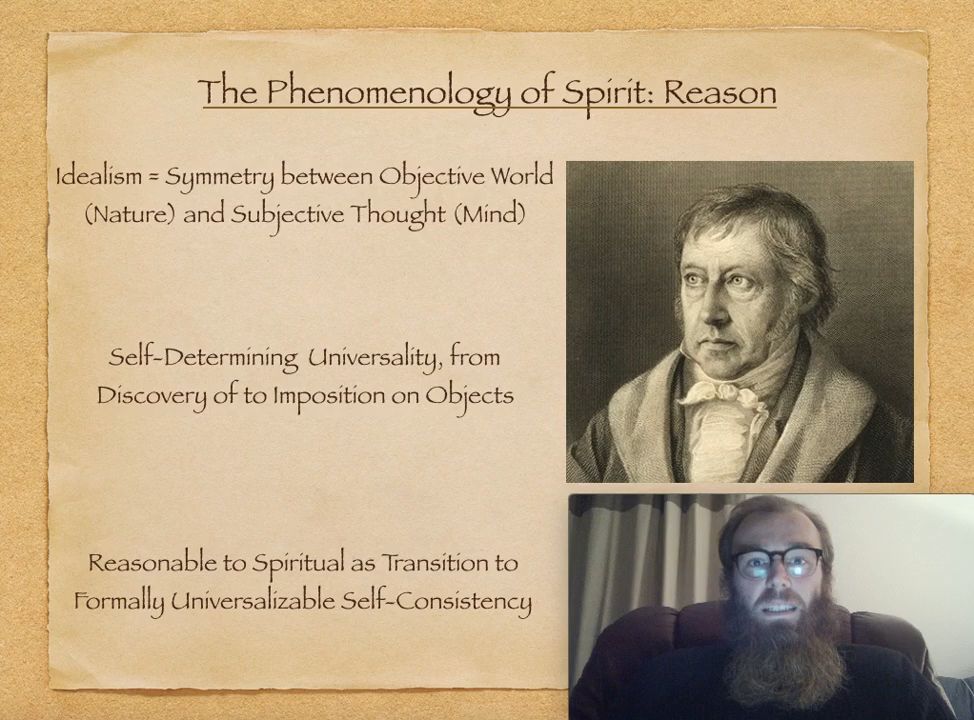 The Phenomenology of Spirit: Reason
Idealism = Symmetry between Objective World
(Nature) and Subjective Thought (Mind)
Self-Determining Universality, from
Discovery of to Imposition on Objects
Reasonable to Spiritual as Transition to
Formally Universalizable Self-Consistency